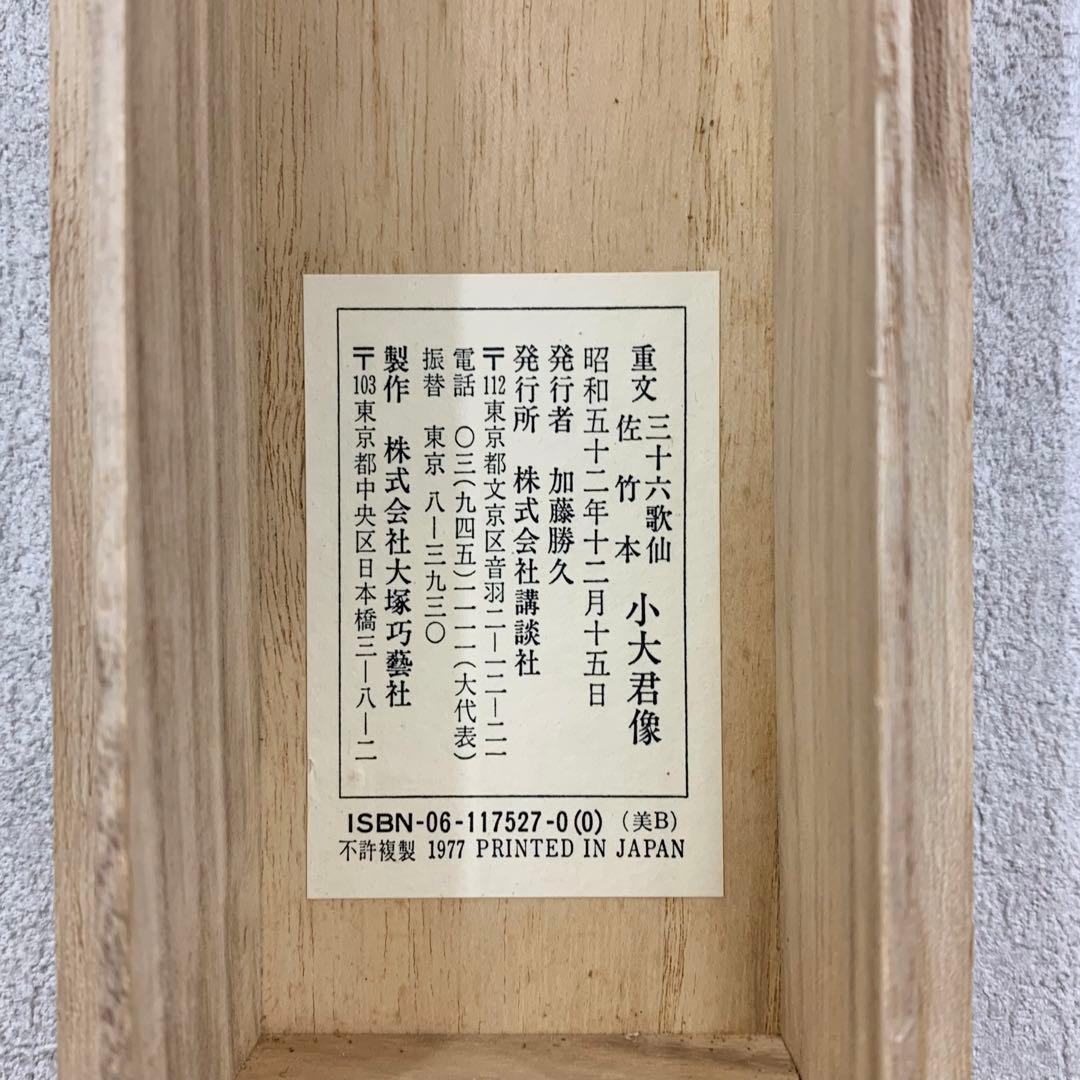 重文 三十六歌仙 佐竹本 小大君像
昭和五十二年十二月十五日
発行者 加藤勝久
発行所 株式会社講談社
〒112東京都文京区音羽二―一二―二一
電話 〇三(九四五)一一一一(大代表)
振替 東京 八―三九三〇
製作 株式会社大塚巧藝社
〒103東京都中央区日本橋三―八―二
ISBN-06-117527-0(0) (美B)
不許複製 1977 PRINTED IN JAPAN